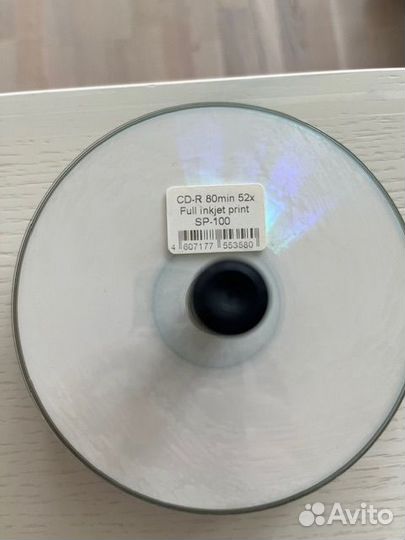 CD-R 80min 52x
Full inkjet print
SP-100
4 607177 553580
Avito